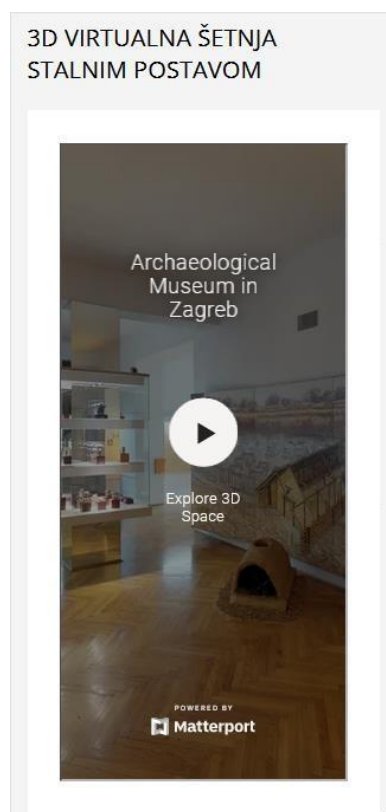 3D VIRTUALNA ŠETNJA
STALNIM POSTAVOM
Archaeological
Museum in
Zagreb
Explore 3D
Space
POWERED BY
Matterport